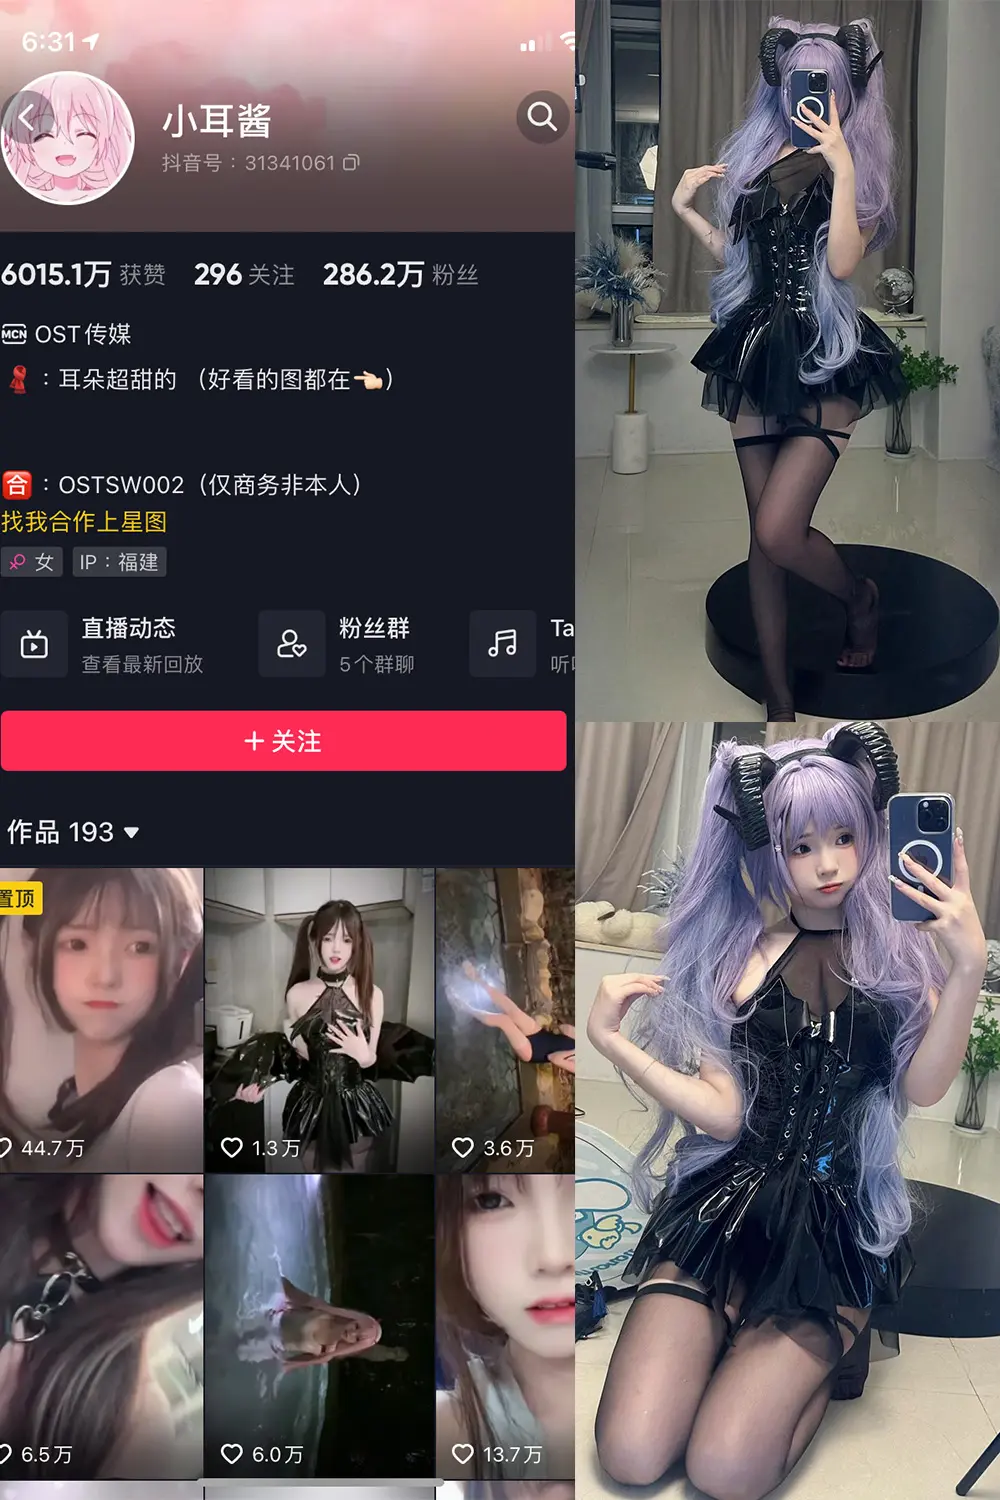 6:31
小耳酱
抖音号：31341061
6015.1万 获赞 296 关注 286.2万 粉丝
MCN OST传媒
：耳朵超甜的 （好看的图都在👈🏻）
合：OSTSW002（仅商务非本人）
找我合作上星图
女 IP：福建
直播动态
查看最新回放
粉丝群
5个群聊
Ta
听
+ 关注
作品 193
置顶
44.7万
1.3万
3.6万
6.5万
6.0万
13.7万